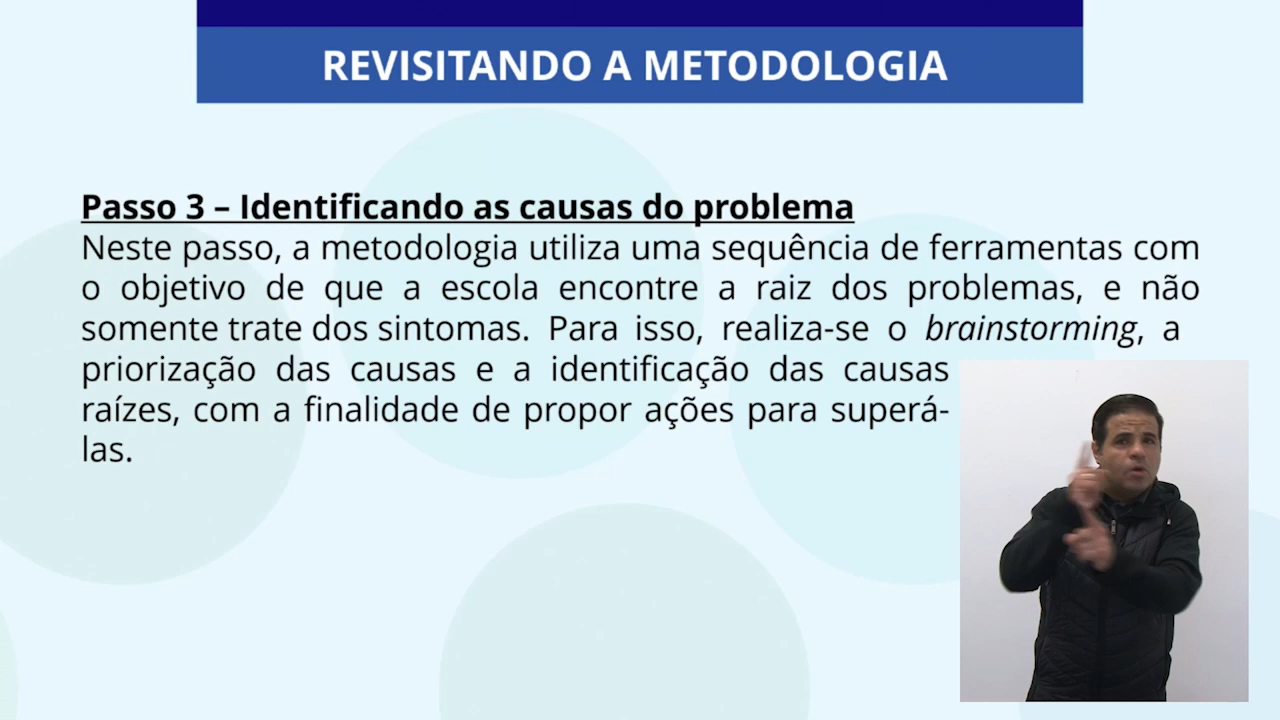 REVISITANDO A METODOLOGIA
Passo 3 – Identificando as causas do problema
Neste passo, a metodologia utiliza uma sequência de ferramentas com
o objetivo de que a escola encontre a raiz dos problemas, e não
somente trate dos sintomas. Para isso, realiza-se o brainstorming, a
priorização das causas e a identificação das causas
raízes, com a finalidade de propor ações para superá-
las.